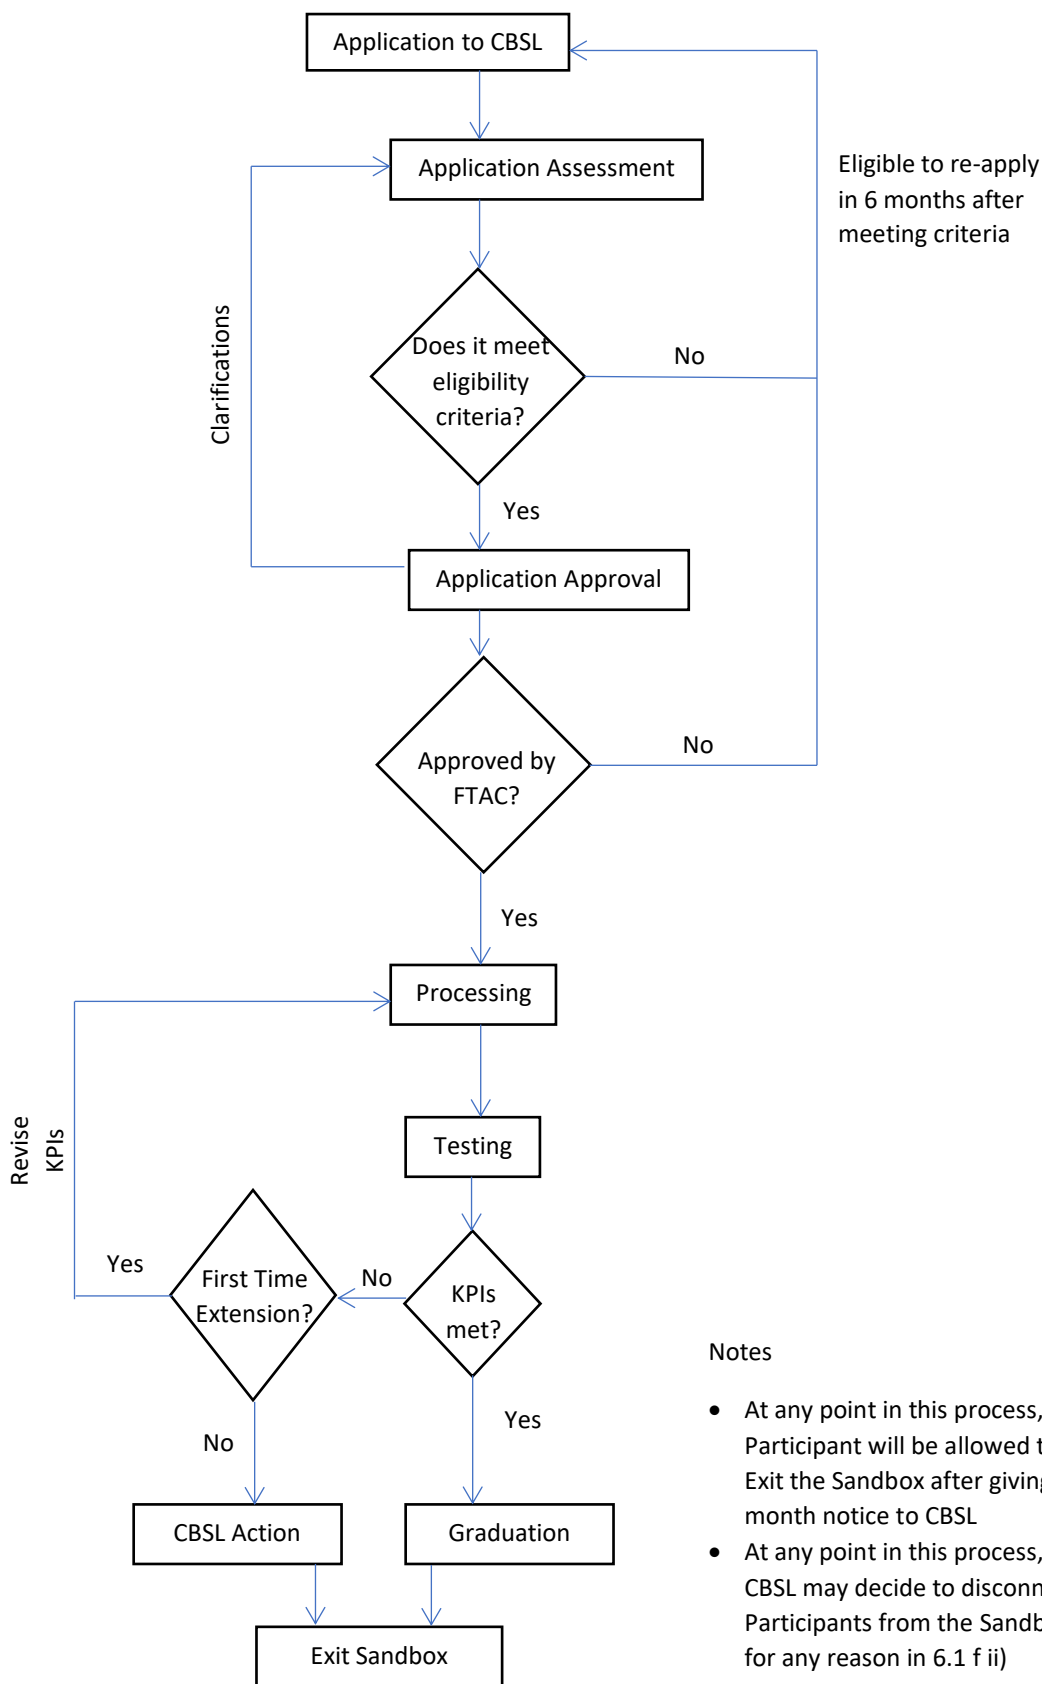 Application to CBSL
Application Assessment
Eligible to re-apply
in 6 months after
meeting criteria
Clarifications
Does it meet
eligibility
criteria?
No
Yes
Application Approval
Approved by
FTAC?
No
Yes
Processing
Revise
KPIs
Testing
Yes
First Time
Extension?
No
KPIs
met?
No
Yes
CBSL Action
Graduation
Exit Sandbox
Notes
• At any point in this process,
Participant will be allowed
Exit the Sandbox after
month notice to CBSL
• At any point in this process,
CBSL may decide to
Participants from the
for any reason in 6.1 f ii)